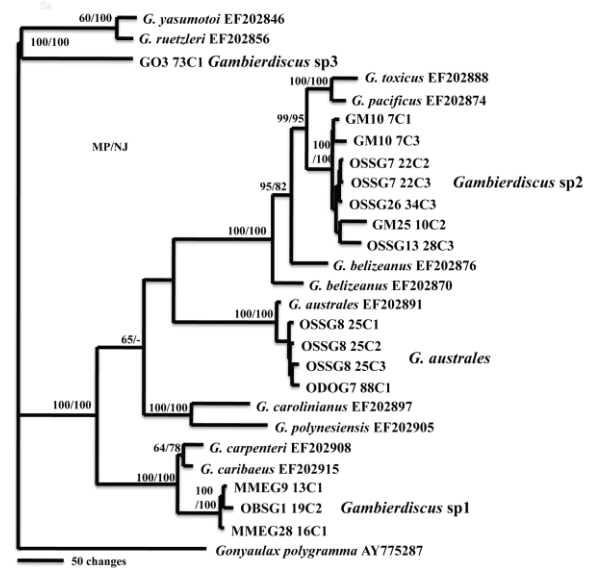 60/100
G. yasumotoi EF202846
G. ruetzleri EF202856
100/100
GO3 73C1 Gambierdiscus sp3
100/100
G. toxicus EF202888
G. pacificus EF202874
99/95
GM10 7C1
MP/NJ
GM10 7C3
100
/100
OSSG7 22C2
95/82
OSSG7 22C3
Gambierdiscus sp2
OSSG26 34C3
GM25 10C2
100/100
OSSG13 28C3
G. belizeanus EF202876
G. belizeanus EF202870
G. australes EF202891
100/100
OSSG8 25C1
65/-
OSSG8 25C2
G. australes
OSSG8 25C3
ODOG7 88C1
100/100
G. carolinianus EF202897
100/100
G. polynesiensis EF202905
64/78
G. carpenteri EF202908
G. caribaeus EF202915
100/100
100
/100
MMEG9 13C1
OBSG1 19C2
Gambierdiscus sp1
MMEG28 16C1
Gonyaulax polygramma AY775287
50 changes